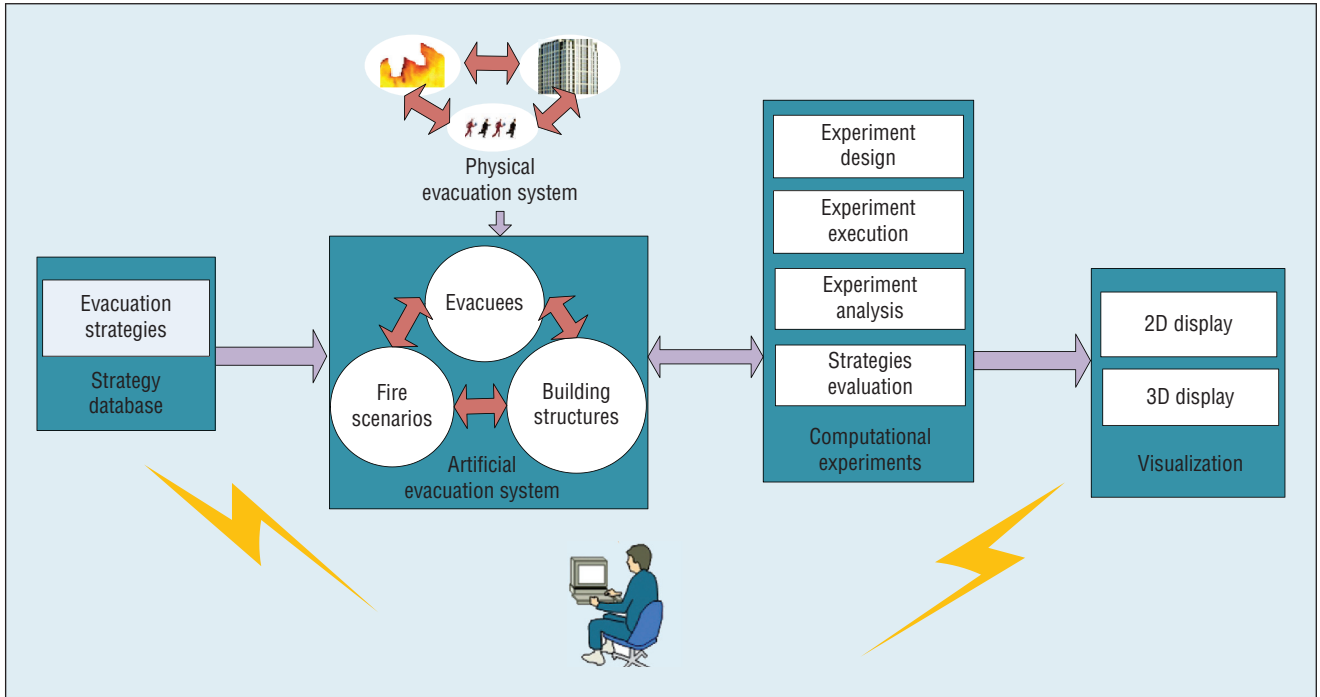 Physical
evacuation system
Evacuation
strategies
Strategy
database
Evacuees
Fire
scenarios
Building
structures
Artificial
evacuation system
Experiment
design
Experiment
execution
Experiment
analysis
Strategies
evaluation
Computational
experiments
2D display
3D display
Visualization